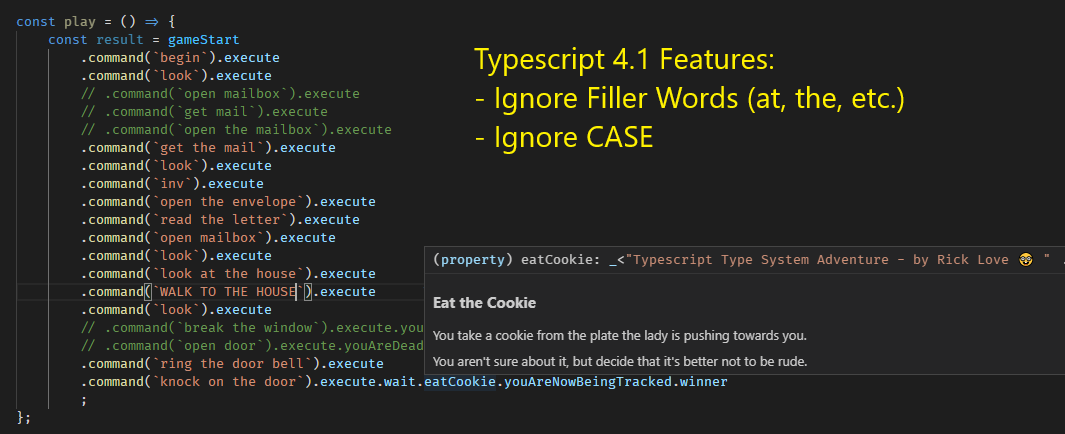 const play = () => {
const result = gameStart
.command(`begin`).execute
.command(`look`).execute
// .command(`open mailbox`).execute
// .command(`get mail`).execute
// .command(`open the mailbox`).execute
.command(`get the mail`).execute
.command(`look`).execute
.command(`inv`).execute
.command(`open the envelope`).execute
.command(`read the letter`).execute
.command(`open mailbox`).execute
.command(`look`).execute
.command(`look at the house`).execute
.command(`WALK TO THE HOUSE`).execute
.command(`look`).execute
// .command(`break the window`).execute.you
// .command(`open door`).execute.youAreDead
.command(`ring the door bell`).execute
.command(`knock on the door`).execute.wait.eatCookie.youAreNowBeingTracked.winner
;
};
Typescript 4.1 Features:
- Ignore Filler Words (at, the, etc.)
- Ignore CASE
(property) eatCookie: _<"Typescript Type System Adventure - by Rick Love 🤓 " .
Eat the Cookie
You take a cookie from the plate the lady is pushing towards you.
You aren't sure about it, but decide that it's better not to be rude.